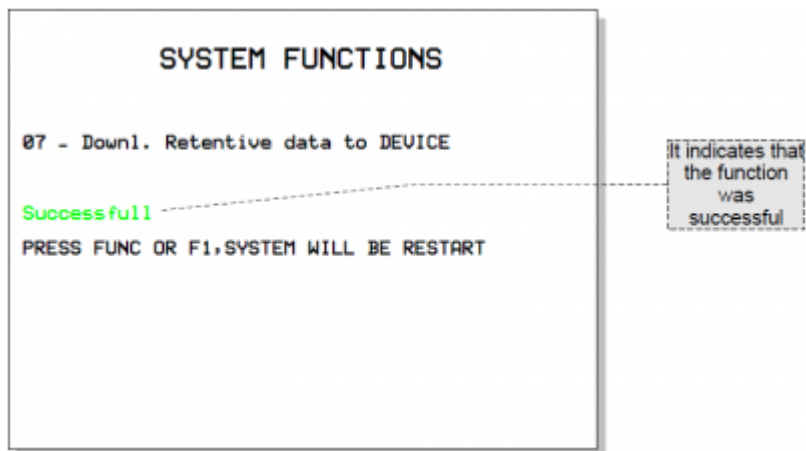 SYSTEM FUNCTIONS
07 - Downl. Retentive data to DEVICE
Successfull
PRESS FUNC OR F1,SYSTEM WILL BE RESTART
It indicates that
the function
was
successful